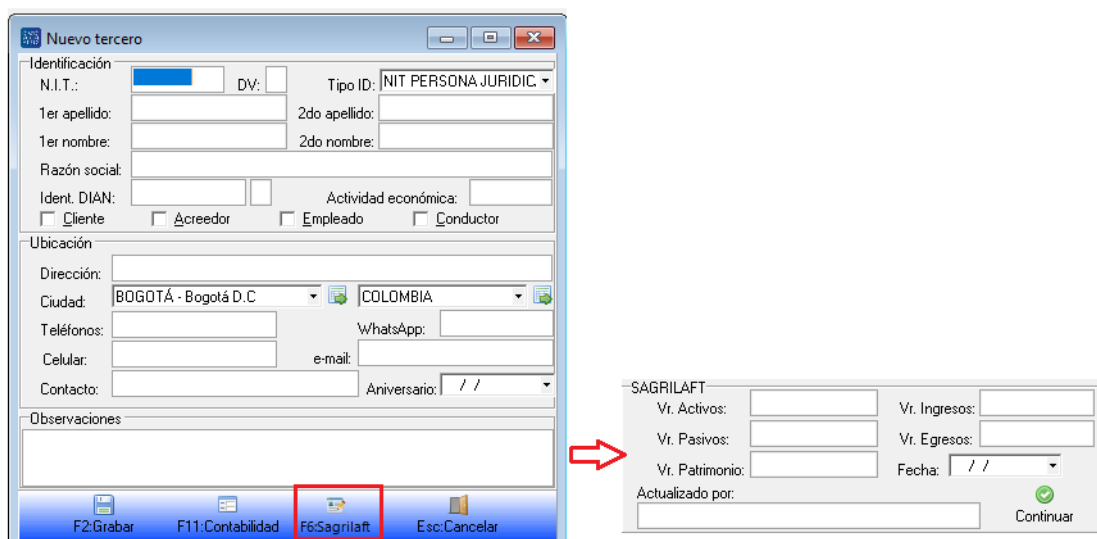 Nuevo tercero
Identificación
N.I.T.: DV: Tipo ID: NIT PERSONA JURIDIC
1er apellido: 2do apellido:
1er nombre: 2do nombre:
Razón social:
Ident. DIAN: Actividad económica:
Cliente Acreedor Empleado Conductor
Ubicación
Dirección:
Ciudad: BOGOTÁ - Bogotá D.C COLOMBIA
Teléfonos: WhatsApp:
Celular: e-mail:
Contacto: Aniversario: / /
Observaciones
F2:Grabar F11:Contabilidad F6:Sagrilaft Esc:Cancelar
SAGRILAFT
Vr. Activos: Vr. Ingresos:
Vr. Pasivos: Vr. Egresos:
Vr. Patrimonio: Fecha: / /
Actualizado por:
Continuar